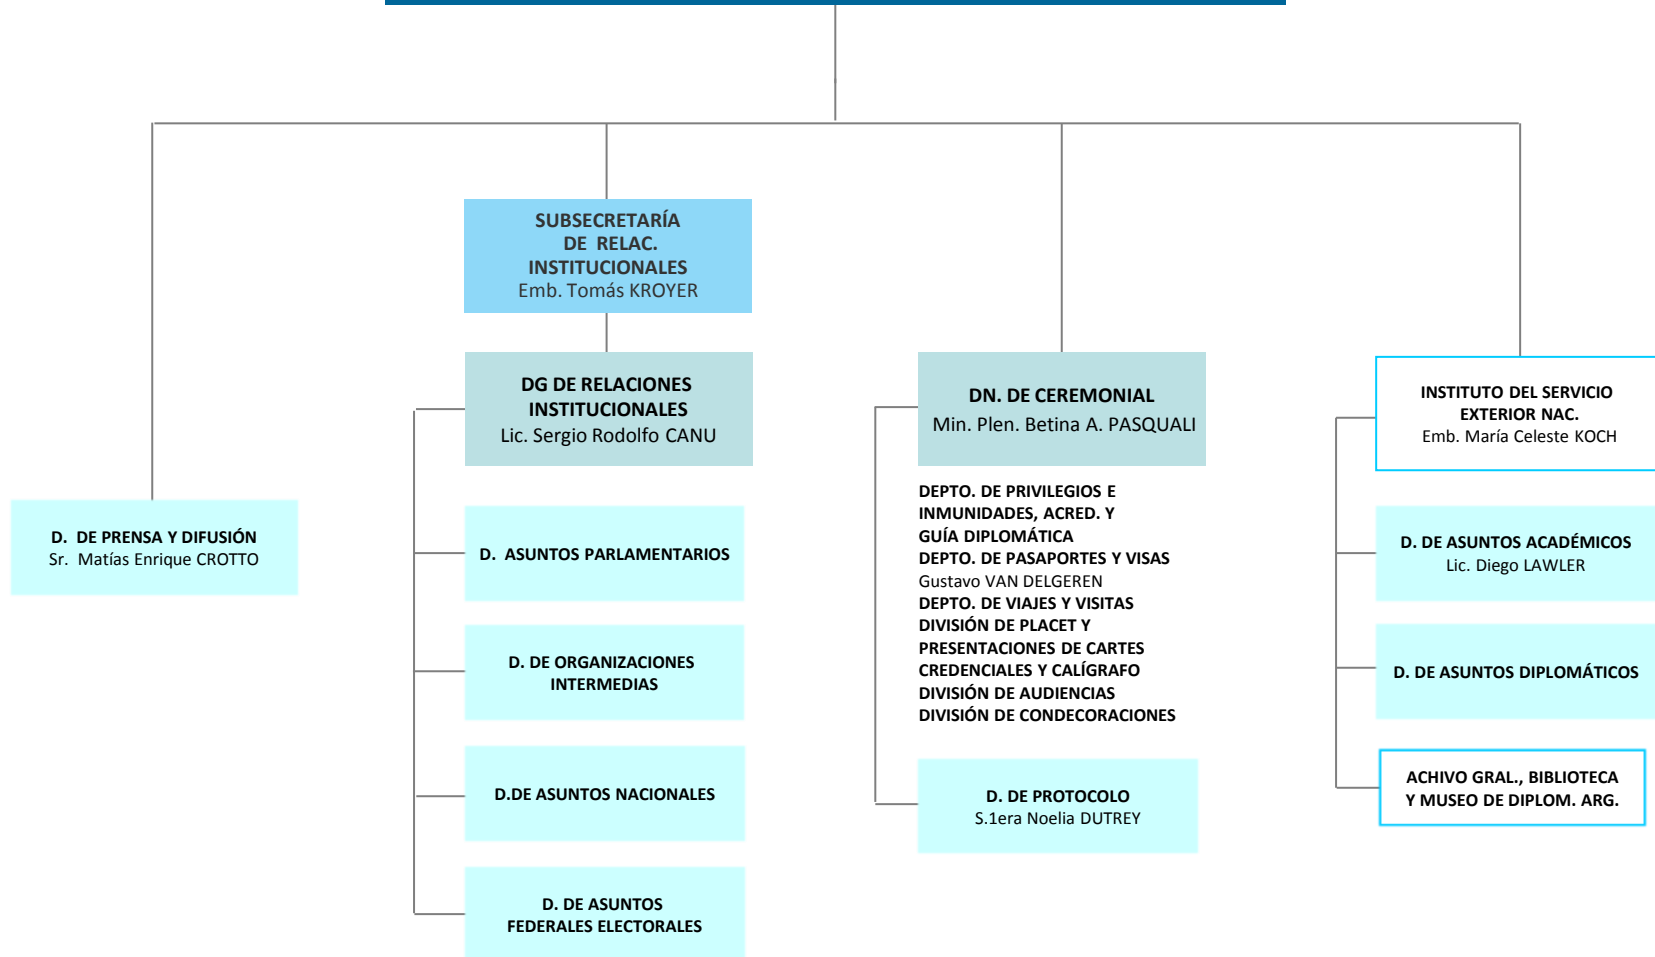 SUBSECRETARÍA
DE RELAC.
INSTITUCIONALES
Emb. Tomás KROYER
DG DE RELACIONES
INSTITUCIONALES
Lic. Sergio Rodolfo CANU
DN. DE CEREMONIAL
Min. Plen. Betina A. PASQUALI
INSTITUTO DEL SERVICIO
EXTERIOR NAC.
Emb. María Celeste KOCH
D. DE PRENSA Y DIFUSIÓN
Sr. Matías Enrique CROTTO
D. ASUNTOS PARLAMENTARIOS
D. DE ORGANIZACIONES
INTERMEDIAS
D.DE ASUNTOS NACIONALES
D. DE ASUNTOS
FEDERALES ELECTORALES
DEPTO. DE PRIVILEGIOS E
INMUNIDADES, ACRED. Y
GUÍA DIPLOMÁTICA
DEPTO. DE PASAPORTES Y VISAS
Gustavo VAN DELGEREN
DEPTO. DE VIAJES Y VISITAS
DIVISIÓN DE PLACET Y
PRESENTACIONES DE CARTES
CREDENCIALES Y CALÍGRAFO
DIVISIÓN DE AUDIENCIAS
DIVISIÓN DE CONDECORACIONES
D. DE PROTOCOLO
S.1era Noelia DUTREY
D. DE ASUNTOS ACADÉMICOS
Lic. Diego LAWLER
D. DE ASUNTOS DIPLOMÁTICOS
ACHIVO GRAL., BIBLIOTECA
Y MUSEO DE DIPLOM. ARG.